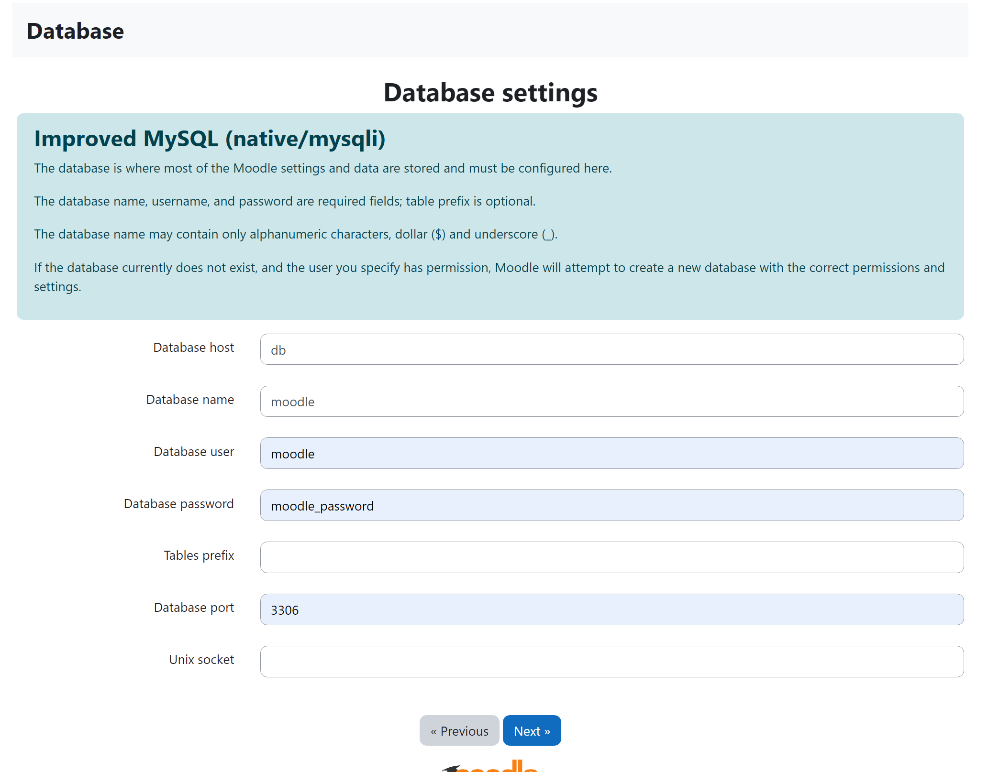 Database
Database settings
Improved MySQL (native/mysqli)
The database is where most of the Moodle settings and data are stored and must be configured here.
The database name, username, and password are required fields; table prefix is optional.
The database name may contain only alphanumeric characters, dollar ($) and underscore (_).
If the database currently does not exist, and the user you specify has permission, Moodle will attempt to create a new database with the correct permissions and
settings.
Database host
db
Database name
moodle
Database user
moodle
Database password
moodle_password
Tables prefix
Database port
3306
Unix socket
« Previous
Next »